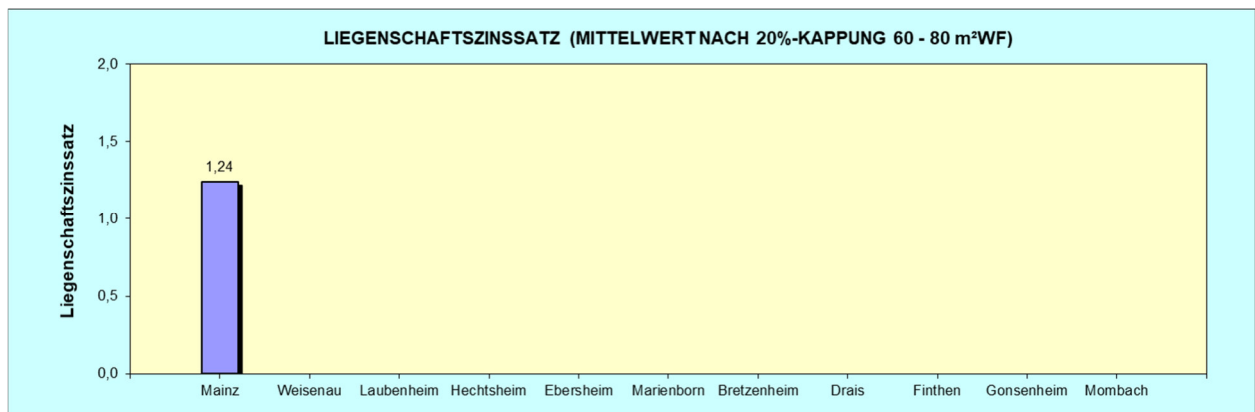 LIEGENSCHAFTSZINSSATZ (MITTELWERT NACH 20%-KAPPUNG 60 - 80 m²WF)
Liegenschaftszinssatz
2,0
1,5
1,0
0,5
0,0
1,24
Mainz Weisenau Laubenheim Hechtsheim Ebersheim Marienborn Bretzenheim Drais Finthen Gonsenheim Mombach